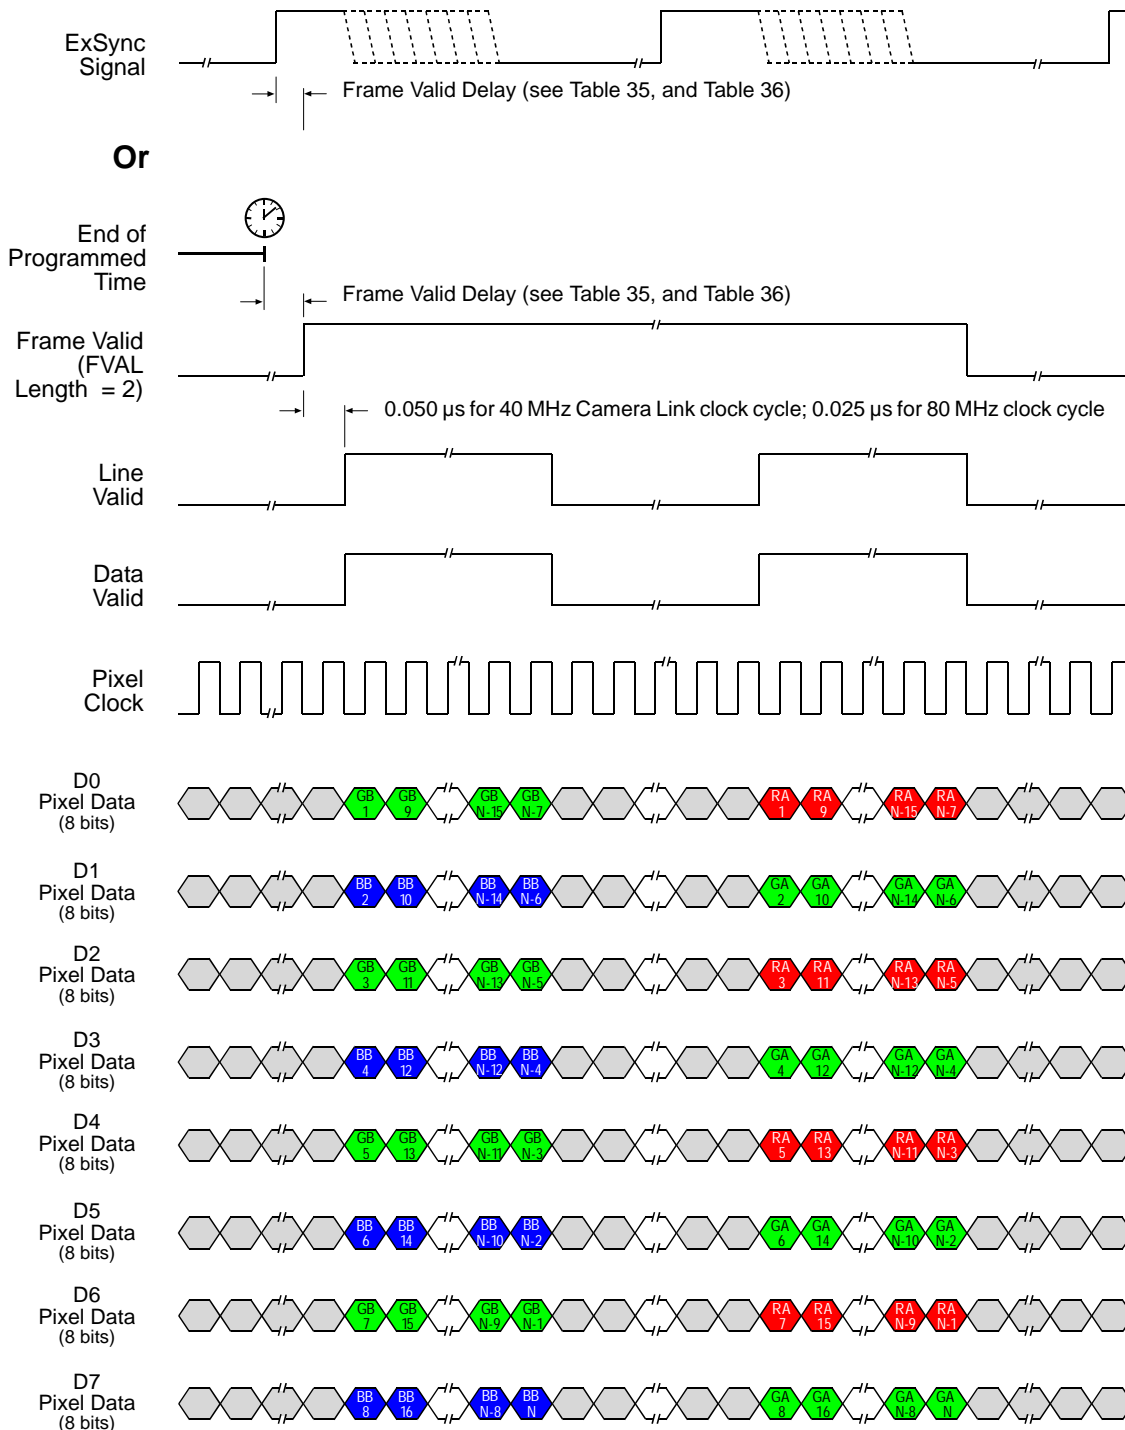 ExSync
Signal
Frame Valid Delay (see Table 35, and Table 36)
Or
End of
Programmed
Time
Frame Valid Delay (see Table 35, and Table 36)
Frame Valid
(FVAL
Length = 2)
0.050 µs for 40 MHz Camera Link clock cycle; 0.025 µs for 80 MHz clock cycle
Line
Valid
Data
Valid
Pixel
Clock
D0
Pixel Data
(8 bits)
GB GB GB GB RA RA RA RA
1 9 N-15 N-7 1 9 N-15 N-7
D1
Pixel Data
(8 bits)
BB BB BB BB GA GA GA GA
2 10 N-14 N-6 2 10 N-14 N-6
D2
Pixel Data
(8 bits)
GB GB GB GB RA RA RA RA
3 11 N-13 N-5 3 11 N-13 N-5
D3
Pixel Data
(8 bits)
BB BB BB BB GA GA GA GA
4 12 N-12 N-4 4 12 N-12 N-4
D4
Pixel Data
(8 bits)
GB GB GB GB RA RA RA RA
5 13 N-11 N-3 5 13 N-11 N-3
D5
Pixel Data
(8 bits)
BB BB BB BB GA GA GA GA
6 14 N-10 N-2 6 14 N-10 N-2
D6
Pixel Data
(8 bits)
GB GB GB GB RA RA RA RA
7 15 N-9 N-1 7 15 N-9 N-1
D7
Pixel Data
(8 bits)
BB BB BB BB GA GA GA GA
8 16 N-8 N 8 16 N-8 N